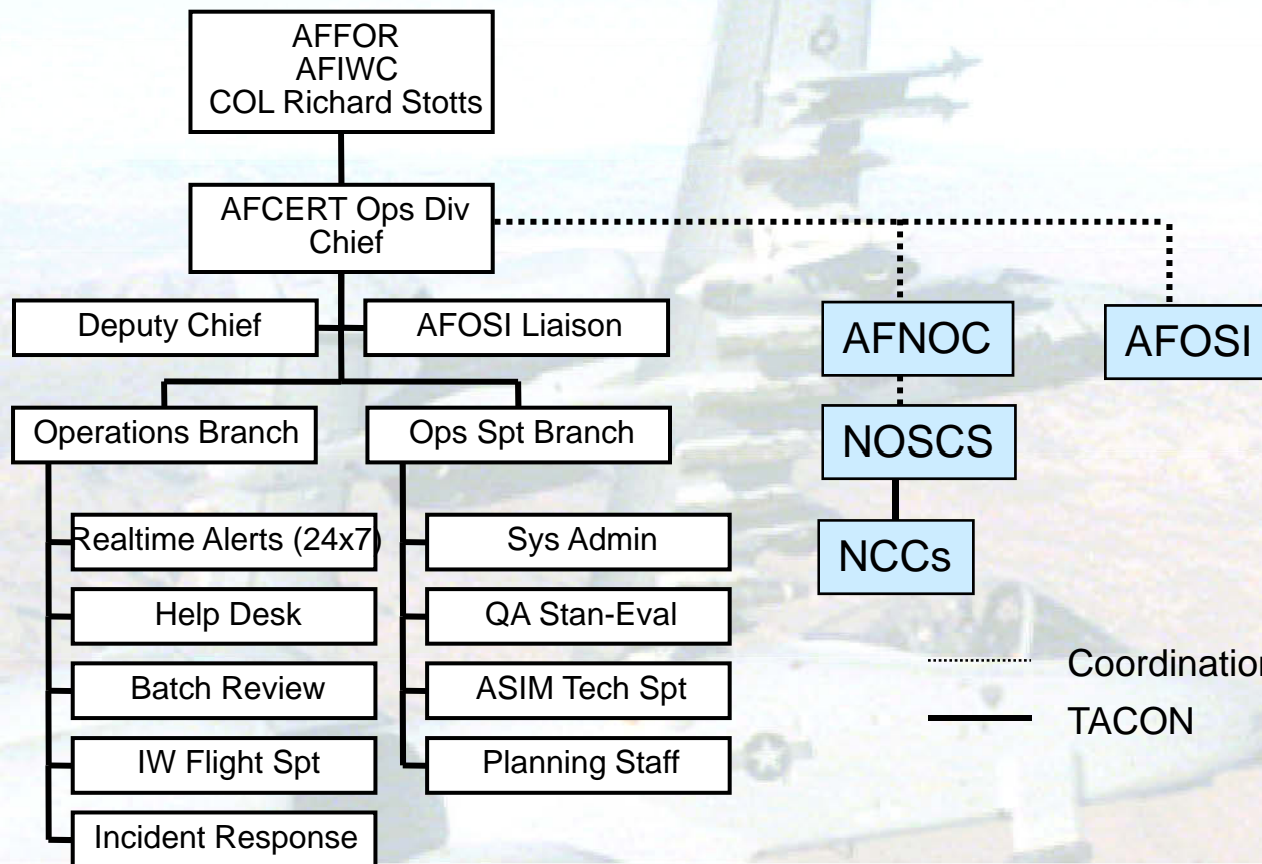 AFFOR
AFIWC
COL Richard Stotts
AFCERT Ops Div
Chief
Deputy Chief
AFOSI Liaison
AFNOC
AFOSI
Operations Branch
Ops Spt Branch
NOSCS
Realtime Alerts (24x7)
Sys Admin
NCCs
Help Desk
QA Stan-Eval
Batch Review
ASIM Tech Spt
IW Flight Spt
Planning Staff
Incident Response
Coordination
TACON